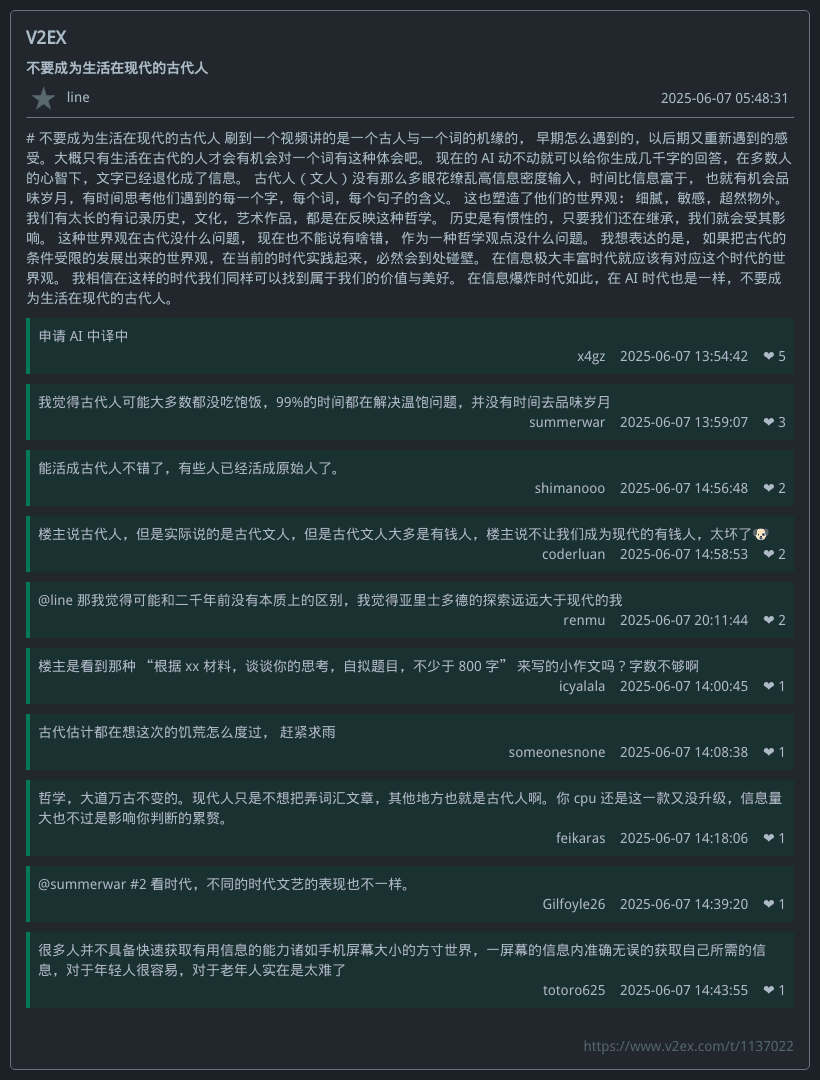 V2EX
不要成为生活在现代的古代人
line 2025-06-07 05:48:31
# 不要成为生活在现代的古代人 刷到一个视频讲的是一个古人与一个词的机缘的， 早期怎么遇到的，以后期又重新遇到的感
受。大概只有生活在古代的人才会有机会对一个词有这种体会吧。 现在的 AI 动不动就可以给你生成几千字的回答，在多数人
的心智下，文字已经退化成了信息。 古代人（文人）没有那么多眼花缭乱高信息密度输入，时间比信息富于， 也就有机会品
味岁月，有时间思考他们遇到的每一个字，每个词，每个句子的含义。 这也塑造了他们的世界观： 细腻，敏感，超然物外。
我们有太长的有记录历史，文化，艺术作品，都是在反映这种哲学。 历史是有惯性的，只要我们还在继承，我们就会受其影
响。 这种世界观在古代没什么问题， 现在也不能说有啥错， 作为一种哲学观点没什么问题。 我想表达的是， 如果把古代的
条件受限的发展出来的世界观，在当前的时代实践起来，必然会到处碰壁。 在信息极大丰富时代就应该有对应这个时代的世
界观。 我相信在这样的时代我们同样可以找到属于我们的价值与美好。 在信息爆炸时代如此，在 AI 时代也是一样，不要成
为生活在现代的古代人。
申请 AI 中译中
x4gz 2025-06-07 13:54:42 ❤ 5
我觉得古代人可能大多数都没吃饱饭，99%的时间都在解决温饱问题，并没有时间去品味岁月
summerwar 2025-06-07 13:59:07 ❤ 3
能活成古代人不错了，有些人已经活成原始人了。
shimanooo 2025-06-07 14:56:48 ❤ 2
楼主说古代人，但是实际说的是古代文人，但是古代文人大多是有钱人，楼主说不让我们成为现代的有钱人，太坏了🐶
coderluan 2025-06-07 14:58:53 ❤ 2
@line 那我觉得可能和二千年前没有本质上的区别，我觉得亚里士多德的探索远远大于现代的我
renmu 2025-06-07 20:11:44 ❤ 2
楼主是看到那种 “根据 xx 材料，谈谈你的思考，自拟题目，不少于 800 字” 来写的小作文吗？字数不够啊
icyalala 2025-06-07 14:00:45 ❤ 1
古代估计都在想这次的饥荒怎么度过， 赶紧求雨
someonesnone 2025-06-07 14:08:38 ❤ 1
哲学，大道万古不变的。现代人只是不想把弄词汇文章，其他地方也就是古代人啊。你 cpu 还是这一款又没升级，信息量
大也不过是影响你判断的累赘。
feikaras 2025-06-07 14:18:06 ❤ 1
@summerwar #2 看时代，不同的时代文艺的表现也不一样。
Gilfoyle26 2025-06-07 14:39:20 ❤ 1
很多人并不具备快速获取有用信息的能力诸如手机屏幕大小的方寸世界，一屏幕的信息内准确无误的获取自己所需的信
息，对于年轻人很容易，对于老年人实在是太难了
totoro625 2025-06-07 14:43:55 ❤ 1
https://www.v2ex.com/t/1137022